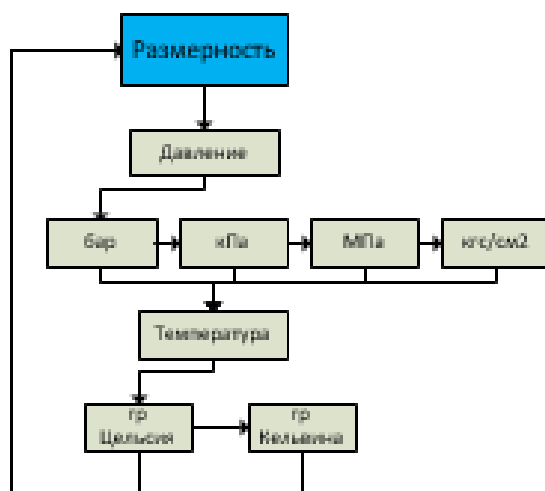 Размерность
Давление
бар
кПа
МПа
кгс/см2
Температура
гр
Цельсия
гр
Кельвина